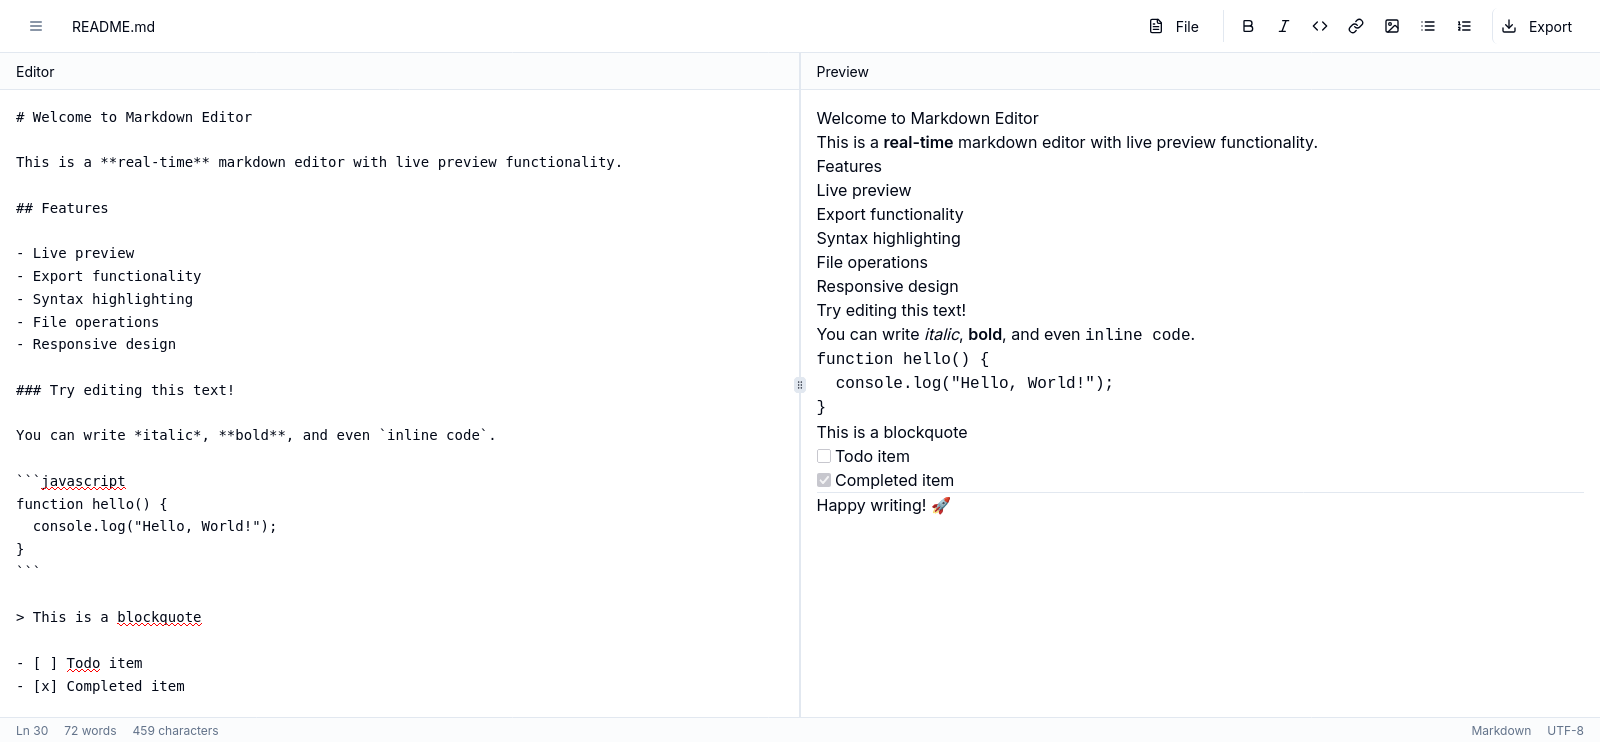 README.md
File
Export
Editor
Preview
# Welcome to Markdown Editor
This is a **real-time** markdown editor with live preview functionality.
## Features
- Live preview
- Export functionality
- Syntax highlighting
- File operations
- Responsive design
### Try editing this text!
You can write *italic*, **bold**, and even `inline code`.
```javascript
function hello() {
  console.log("Hello, World!");
}
```
> This is a blockquote
- [ ] Todo item
- [x] Completed item
Welcome to Markdown Editor
This is a real-time markdown editor with live preview functionality.
Features
Live preview
Export functionality
Syntax highlighting
File operations
Responsive design
Try editing this text!
You can write italic, bold, and even inline code.
function hello() {
  console.log("Hello, World!");
}
This is a blockquote
Todo item
Completed item
Happy writing! 🚀
Ln 30
72 words
459 characters
Markdown
UTF-8